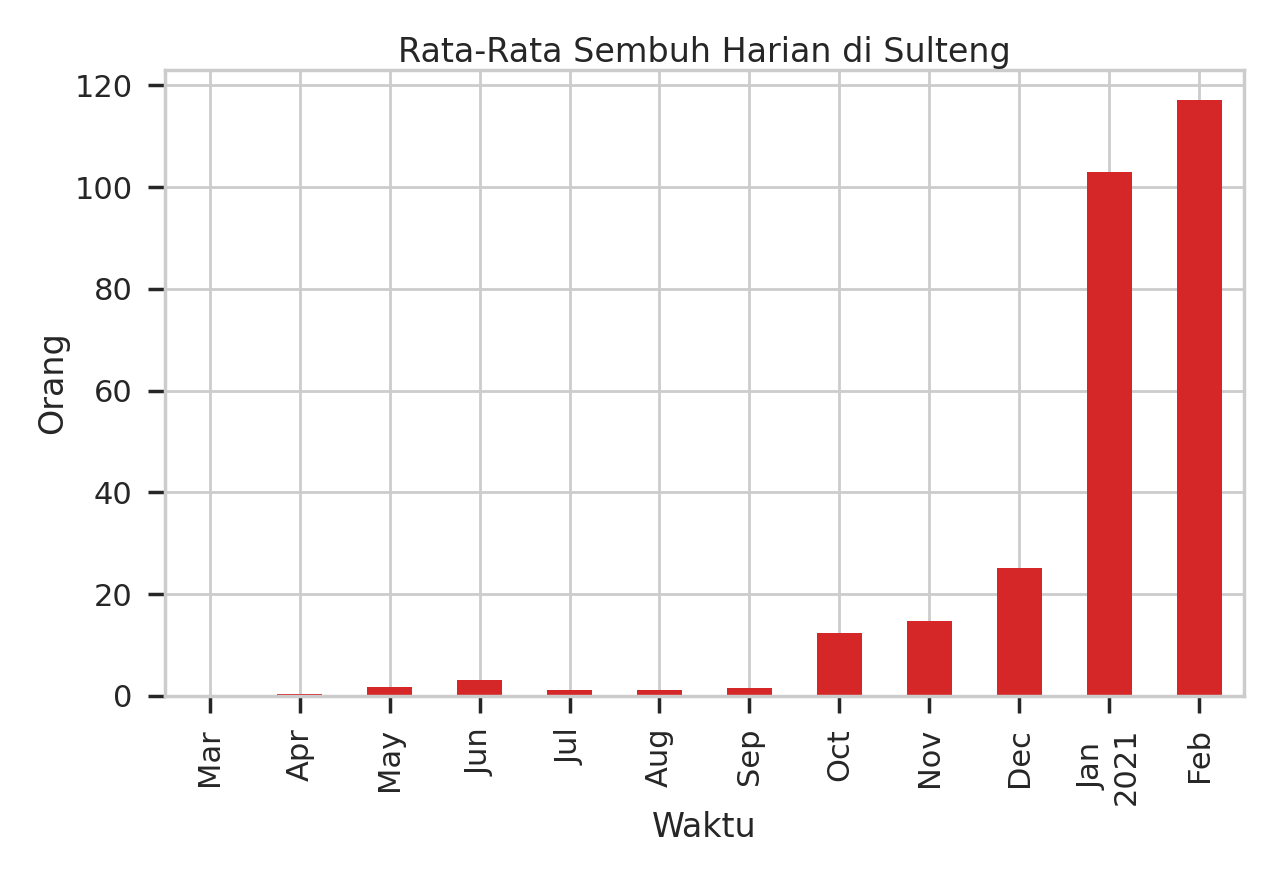 Rata-Rata Sembuh Harian di Sulteng
120
100
80
60
40
20
0
Orang
Mar
Apr
May
Jun
Jul
Aug
Sep
Oct
Nov
Dec
Jan
2021
Feb
Waktu